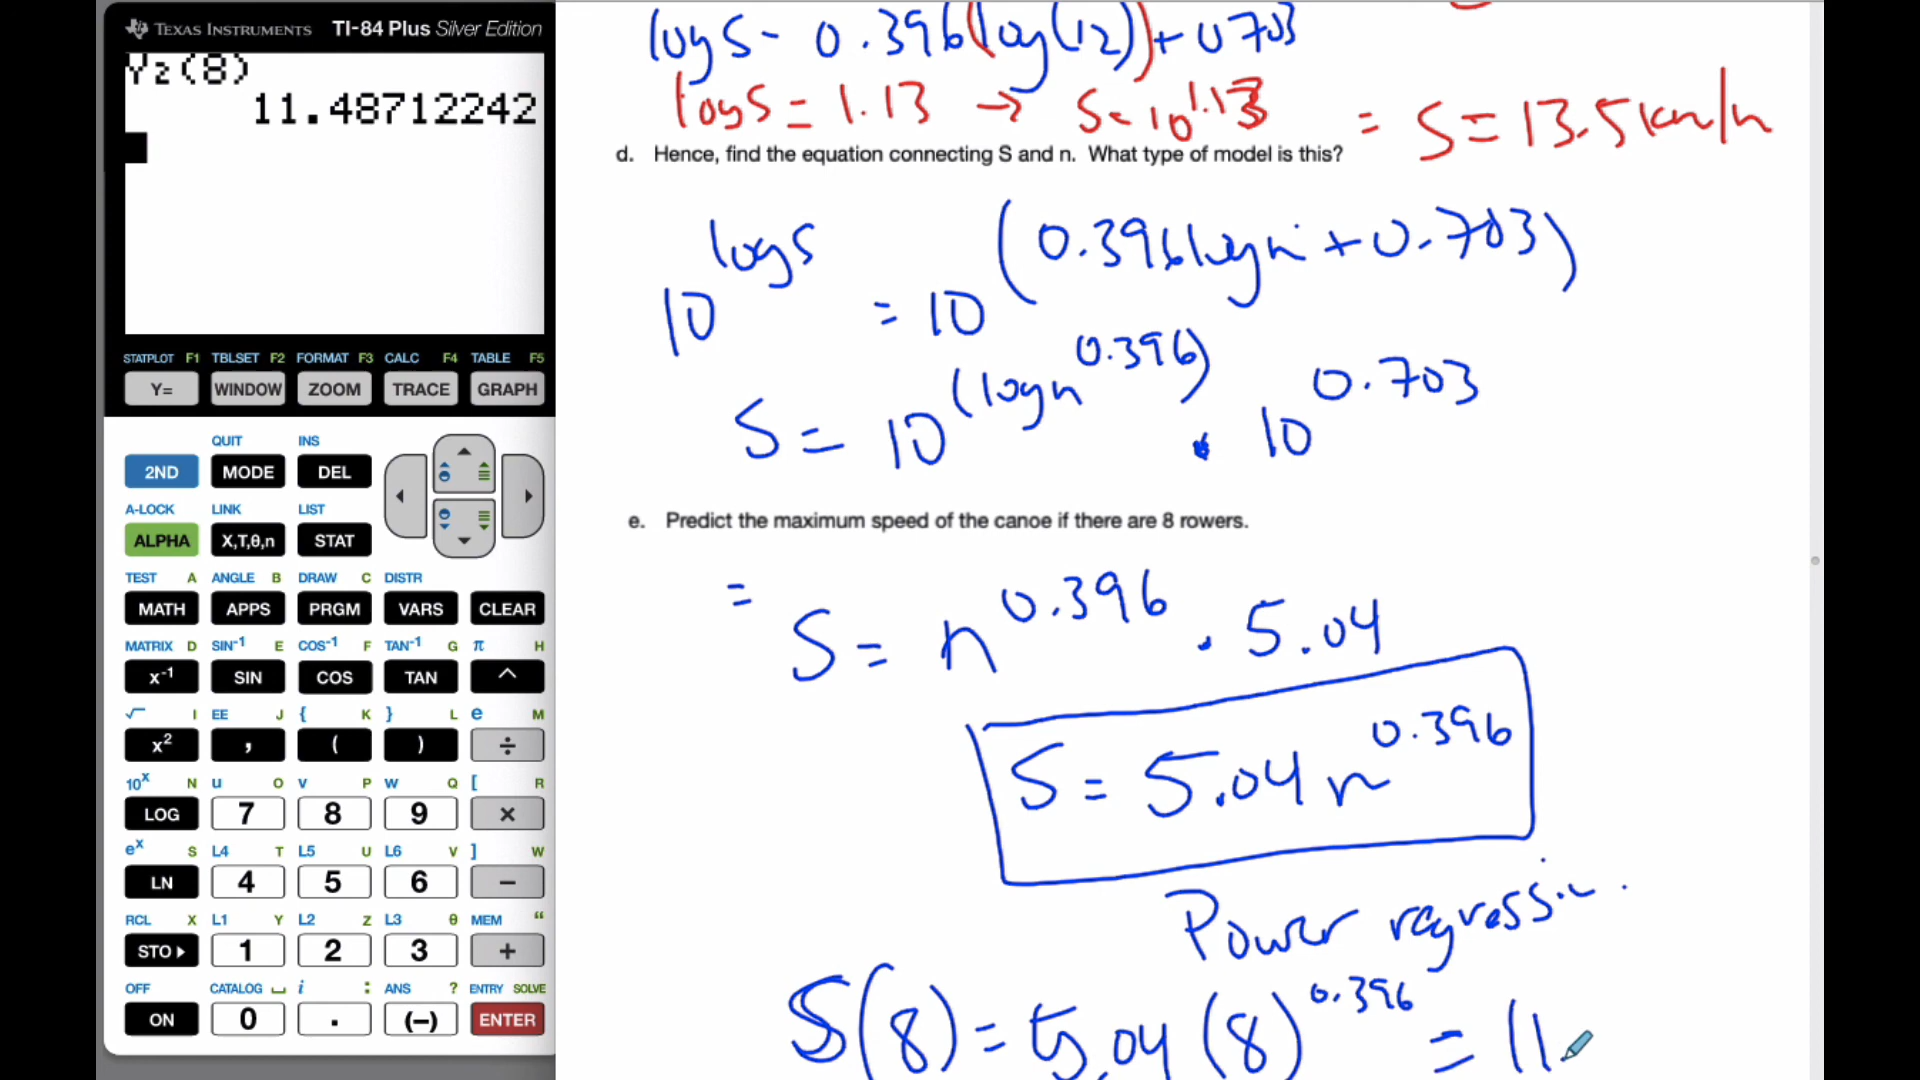 TEXAS INSTRUMENTS TI-84 Plus Silver Edition
Y2(8)
11.48712242
STATPLOT F1 TBLSET F2 FORMAT F3 CALC F4 TABLE F5
Y= WINDOW ZOOM TRACE GRAPH
QUIT INS
2ND MODE DEL
A-LOCK LINK LIST
ALPHA X,T,θ,n STAT
TEST A ANGLE B DRAW C DISTR
MATH APPS PRGM VARS CLEAR
MATRIX D SIN⁻¹ E COS⁻¹ F TAN⁻¹ G π H
x⁻¹ SIN COS TAN ^
√ I EE J { K } L e M
x² , ( ) ÷
10ˣ N u O v P w Q [ R
LOG 7 8 9 ×
eˣ S L4 T L5 U L6 V ] W
LN 4 5 6 −
RCL X L1 Y L2 Z L3 θ MEM “
STO▸ 1 2 3 +
OFF CATALOG ⎵ i : ANS ? ENTRY SOLVE
ON 0 . (−) ENTER
log S = 0.396(log(12)) + 0.703
log S = 1.13 → S = 10^1.13 = S = 13.5 km/h
d. Hence, find the equation connecting S and n. What type of model is this?
10^log S = 10^(0.396 log n + 0.703)
S = 10^(log n^0.396) · 10^0.703
e. Predict the maximum speed of the canoe if there are 8 rowers.
= S = n^0.396 · 5.04
S = 5.04 n^0.396
Power regression.
S(8) = 5.04 (8)^0.396 = 11.